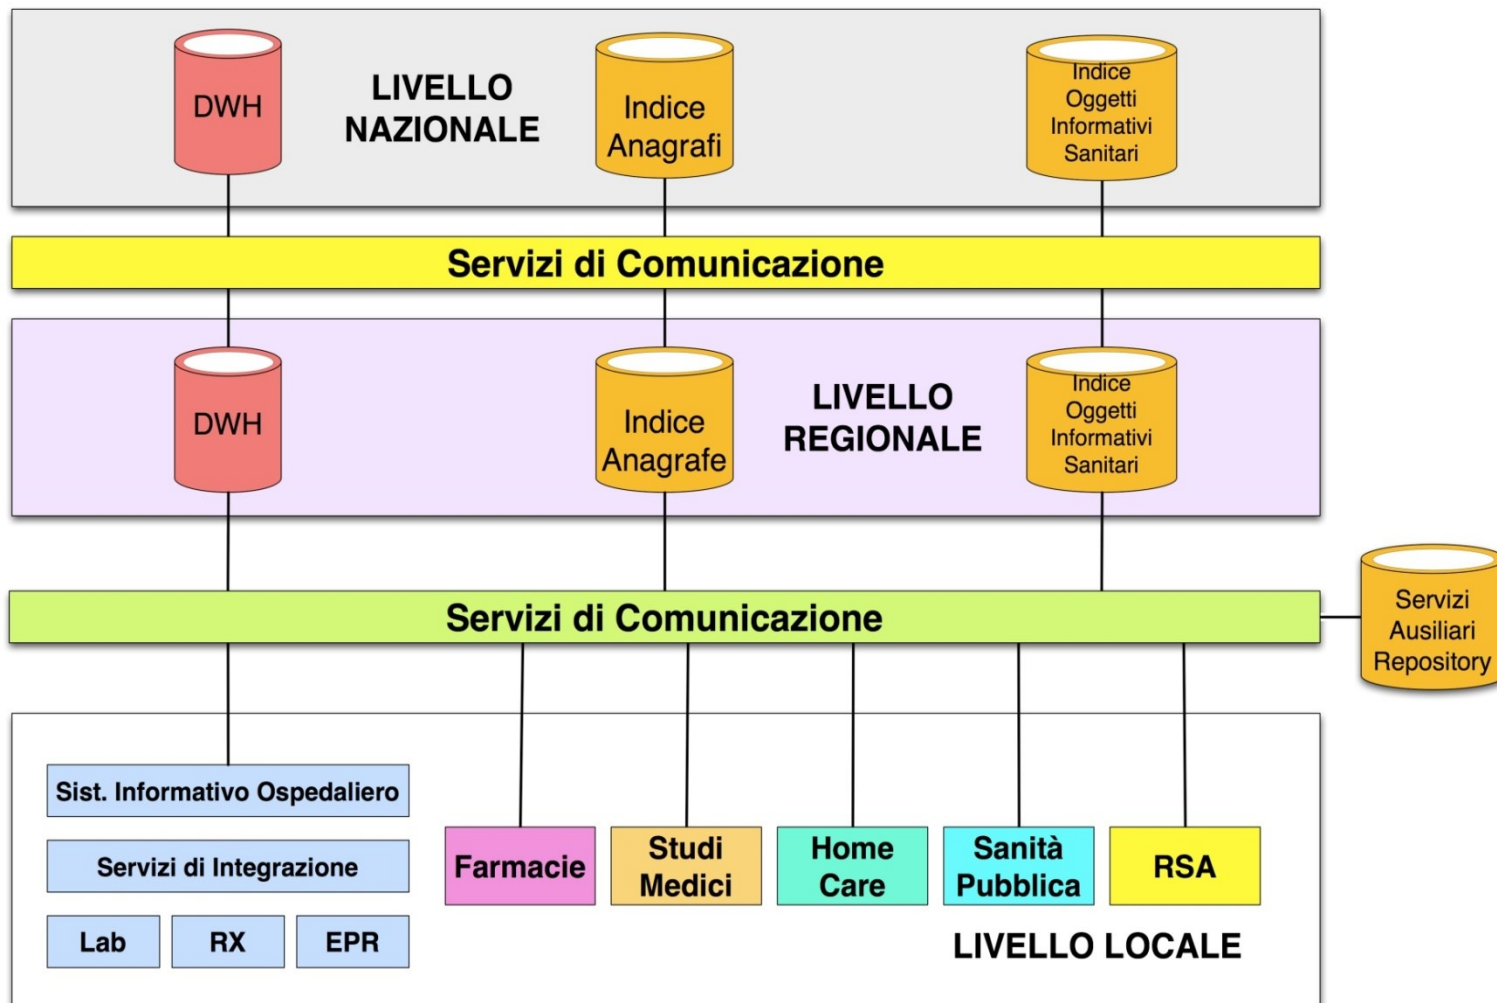 DWH
LIVELLO
NAZIONALE
Indice
Anagrafi
Indice
Oggetti
Informativi
Sanitari
Servizi di Comunicazione
DWH
Indice
Anagrafe
LIVELLO
REGIONALE
Indice
Oggetti
Informativi
Sanitari
Servizi di Comunicazione
Servizi
Ausiliari
Repository
Sist. Informativo Ospedaliero
Servizi di Integrazione
Lab
RX
EPR
Farmacie
Studi
Medici
Home
Care
Sanità
Pubblica
RSA
LIVELLO LOCALE